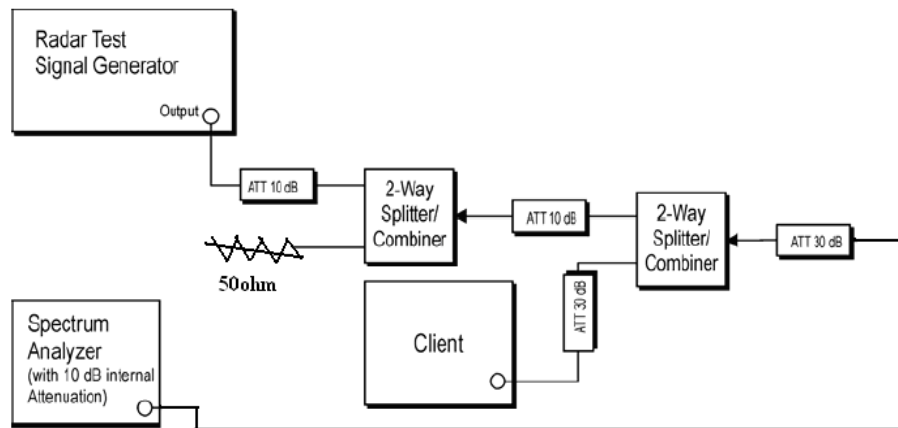 Radar Test
Signal Generator
Output
ATT 10 dB
2-Way
Splitter/
Combiner
ATT 10 dB
2-Way
Splitter/
Combiner
ATT 30 dB
50ohm
ATT 30 dB
Spectrum
Analyzer
(with 10 dB internal
Attenuation)
Client